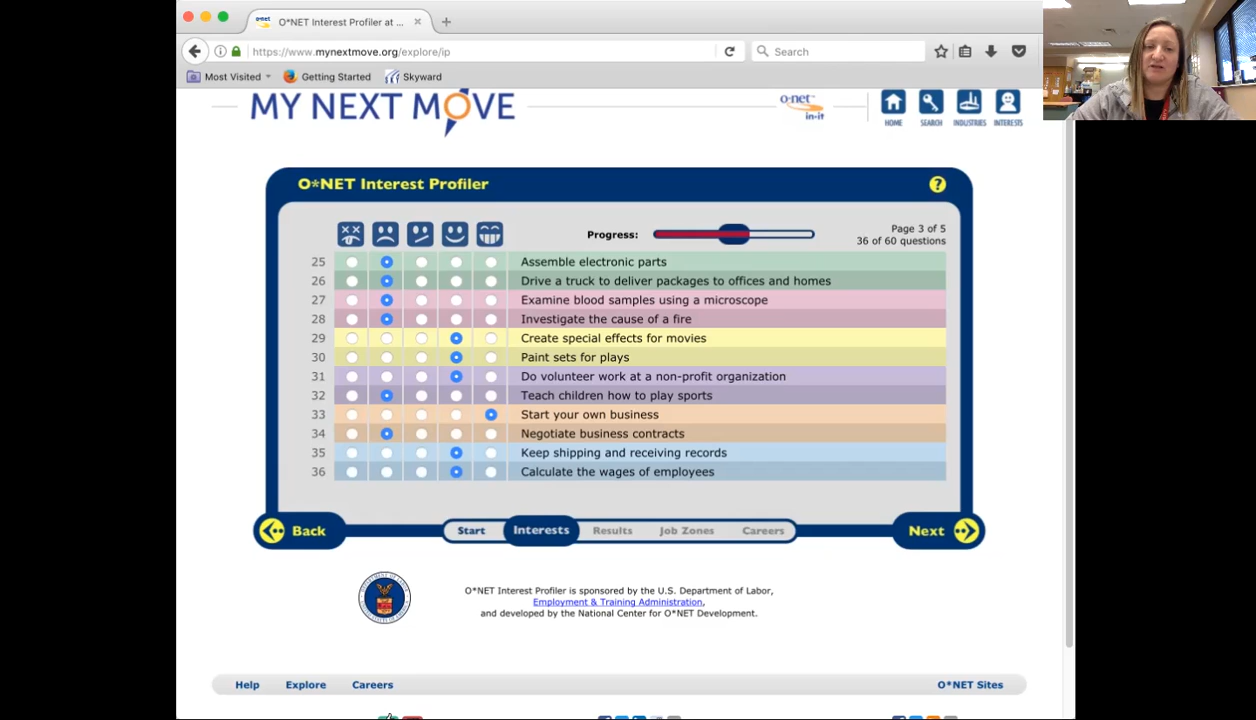 O*NET Interest Profiler at ...
https://www.mynextmove.org/explore/ip
Search
Most Visited
Getting Started
Skyward
MY NEXT MOVE
o·net™ in-it
HOME
SEARCH
INDUSTRIES
INTERESTS
O*NET Interest Profiler
?
Progress:
Page 3 of 5
36 of 60 questions
25 Assemble electronic parts
26 Drive a truck to deliver packages to offices and homes
27 Examine blood samples using a microscope
28 Investigate the cause of a fire
29 Create special effects for movies
30 Paint sets for plays
31 Do volunteer work at a non-profit organization
32 Teach children how to play sports
33 Start your own business
34 Negotiate business contracts
35 Keep shipping and receiving records
36 Calculate the wages of employees
Back
Start
Interests
Results
Job Zones
Careers
Next
O*NET Interest Profiler is sponsored by the U.S. Department of Labor,
Employment & Training Administration,
and developed by the National Center for O*NET Development.
Help
Explore
Careers
O*NET Sites